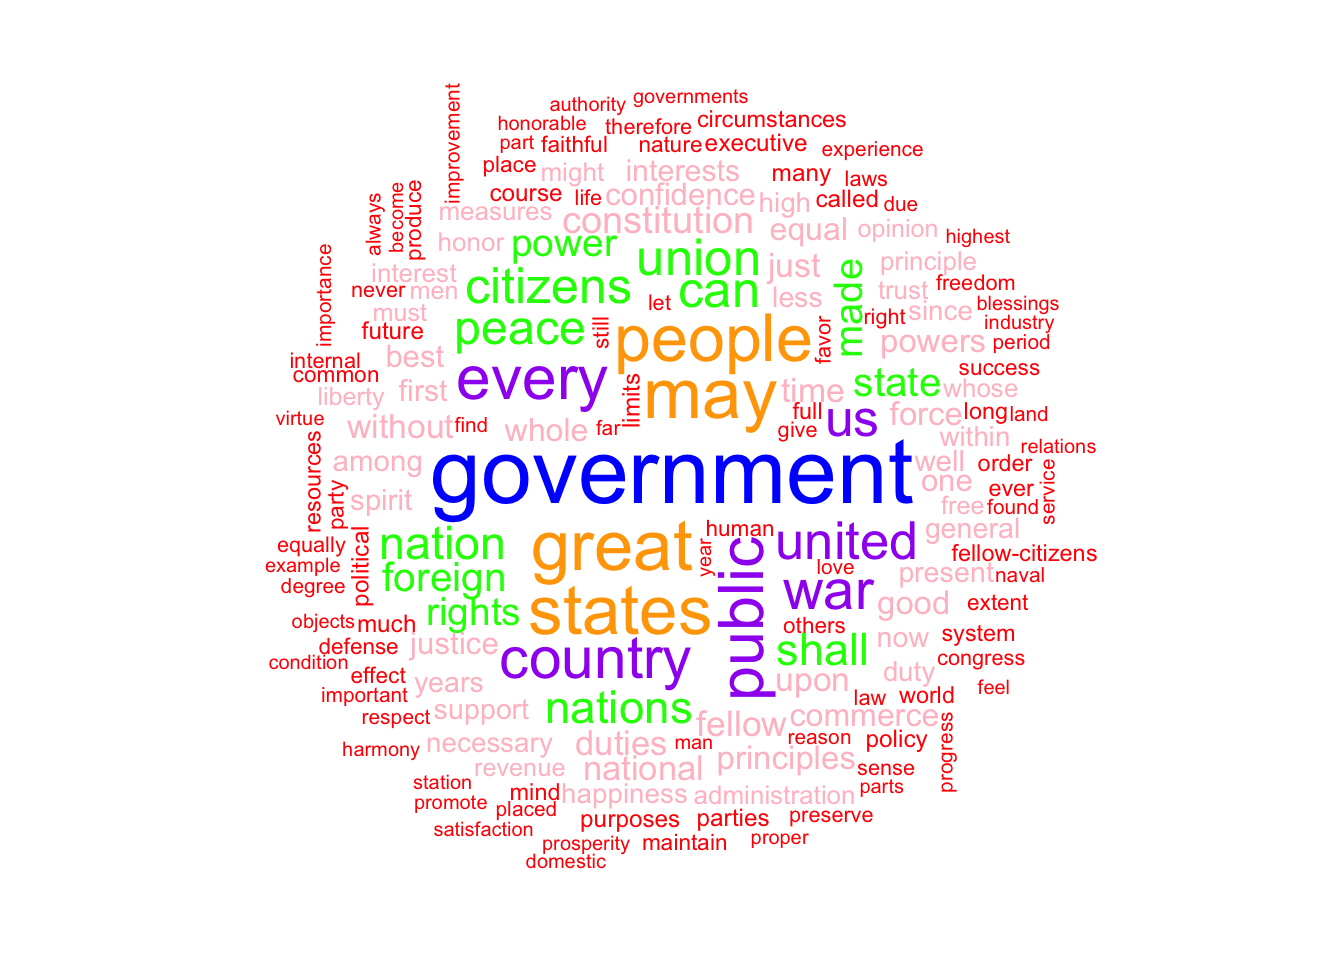 governments
authority
improvement
honorable therefore circumstances
part faithful nature executive
experience
place might interests many laws
course life confidence high called due
always become produce
measures constitution equal opinion
honor power union just highest
importance
interest citizens can less made principle
never men let trust freedom
must peace still people favor right since blessings
future industry
internal best powers period
common every may time state success
liberty first limits whose
virtue without find whole far full us force long land
give within
resources party among government well order relations
spirit one ever service
free found
equally nation great year human public united general
example political love fellow-citizens
degree foreign war present naval
objects much rights states others good extent
defense justice country shall now system
condition effect congress
important years upon duty feel
law world
respect support nations fellow commerce
harmony necessary duties man reason policy progress
revenue national principles sense
station mind happiness administration parts
promote placed
satisfaction purposes parties preserve
prosperity maintain proper
domestic